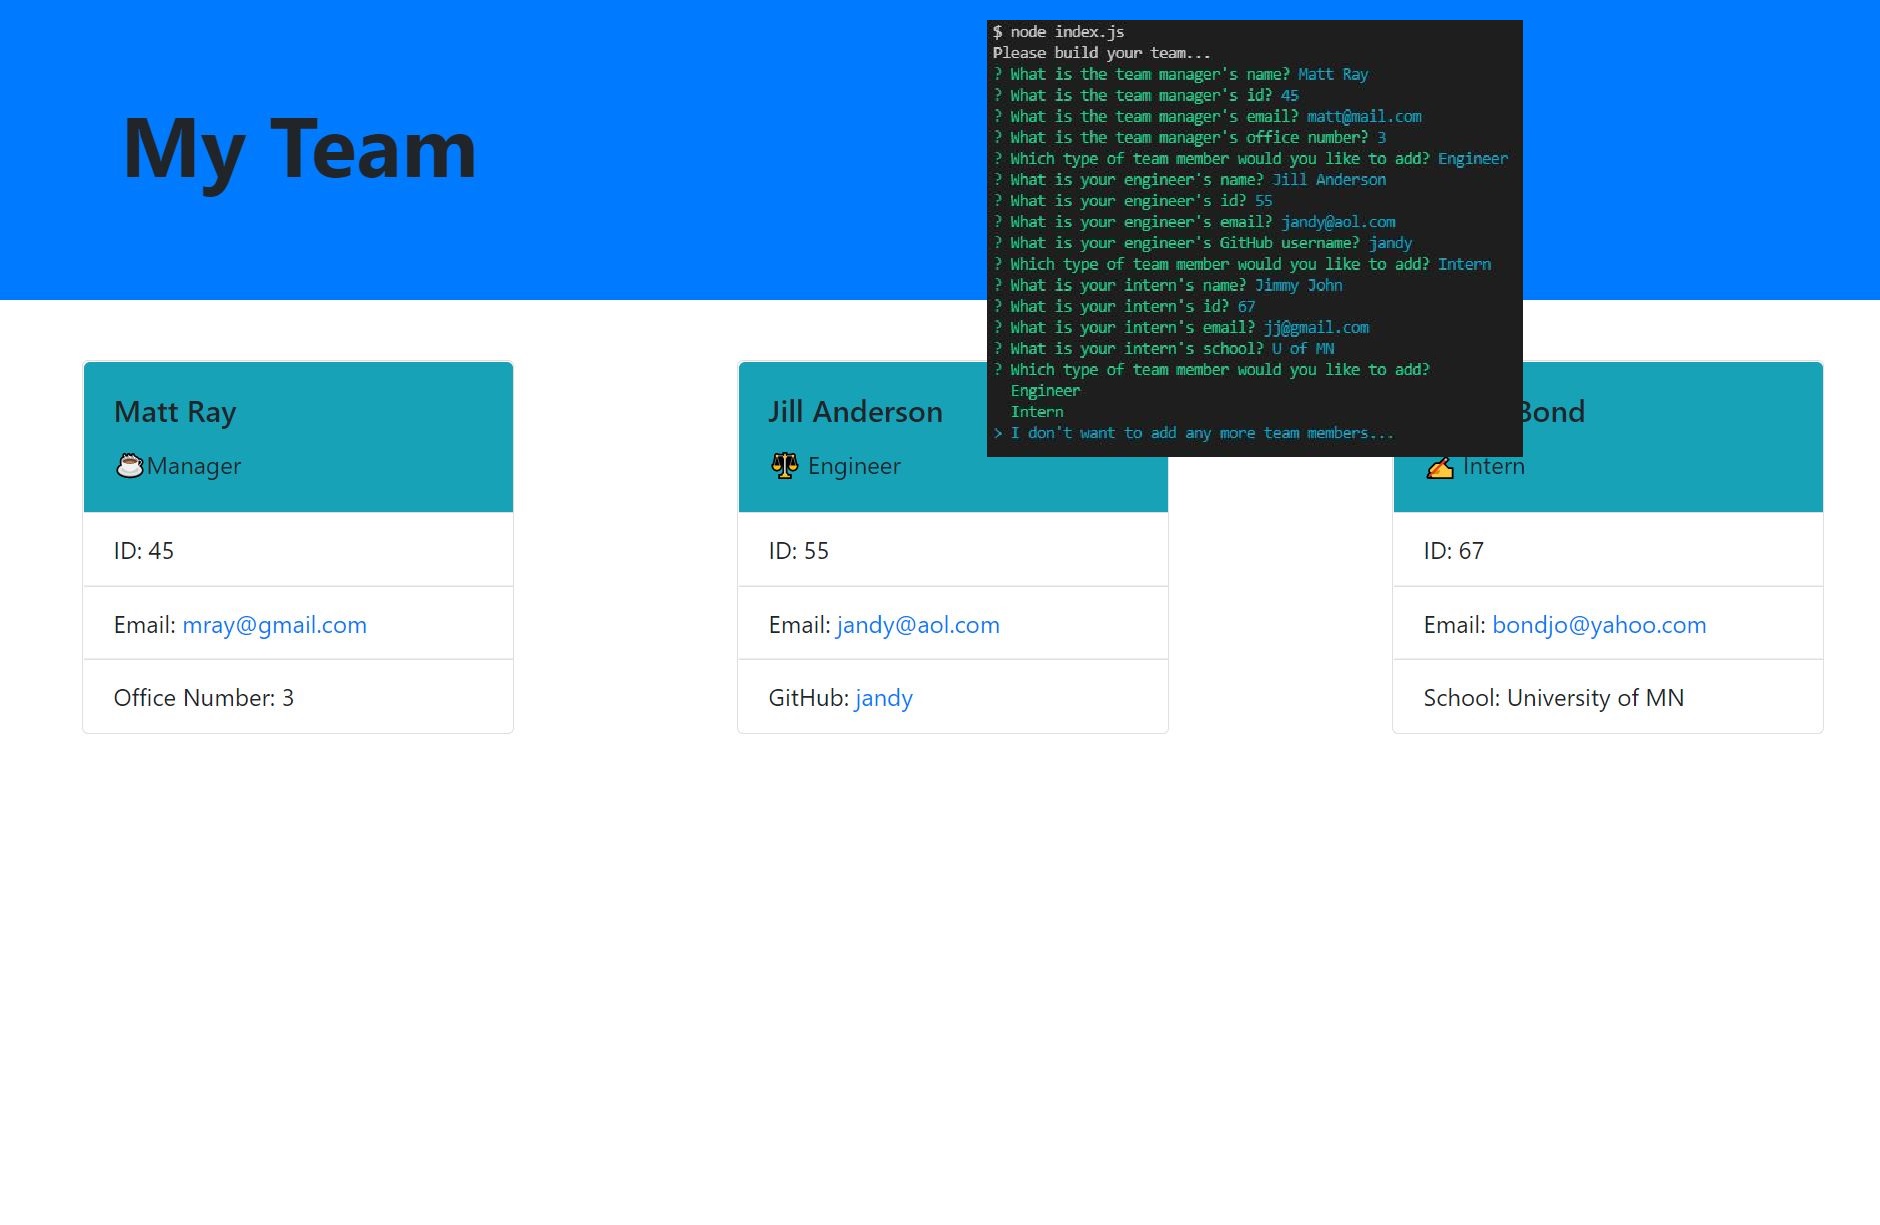 My Team
$ node index.js
Please build your team...
? What is the team manager's name? Matt Ray
? What is the team manager's id? 45
? What is the team manager's email? matt@mail.com
? What is the team manager's office number? 3
? Which type of team member would you like to add? Engineer
? What is your engineer's name? Jill Anderson
? What is your engineer's id? 55
? What is your engineer's email? jandy@aol.com
? What is your engineer's GitHub username? jandy
? Which type of team member would you like to add? Intern
? What is your intern's name? Jimmy John
? What is your intern's id? 67
? What is your intern's email? jj@gmail.com
? What is your intern's school? U of MN
? Which type of team member would you like to add?
Engineer
Intern
> I don't want to add any more team members...
Matt Ray
Manager
ID: 45
Email: mray@gmail.com
Office Number: 3
Jill Anderson
Engineer
ID: 55
Email: jandy@aol.com
GitHub: jandy
Bond
Intern
ID: 67
Email: bondjo@yahoo.com
School: University of MN